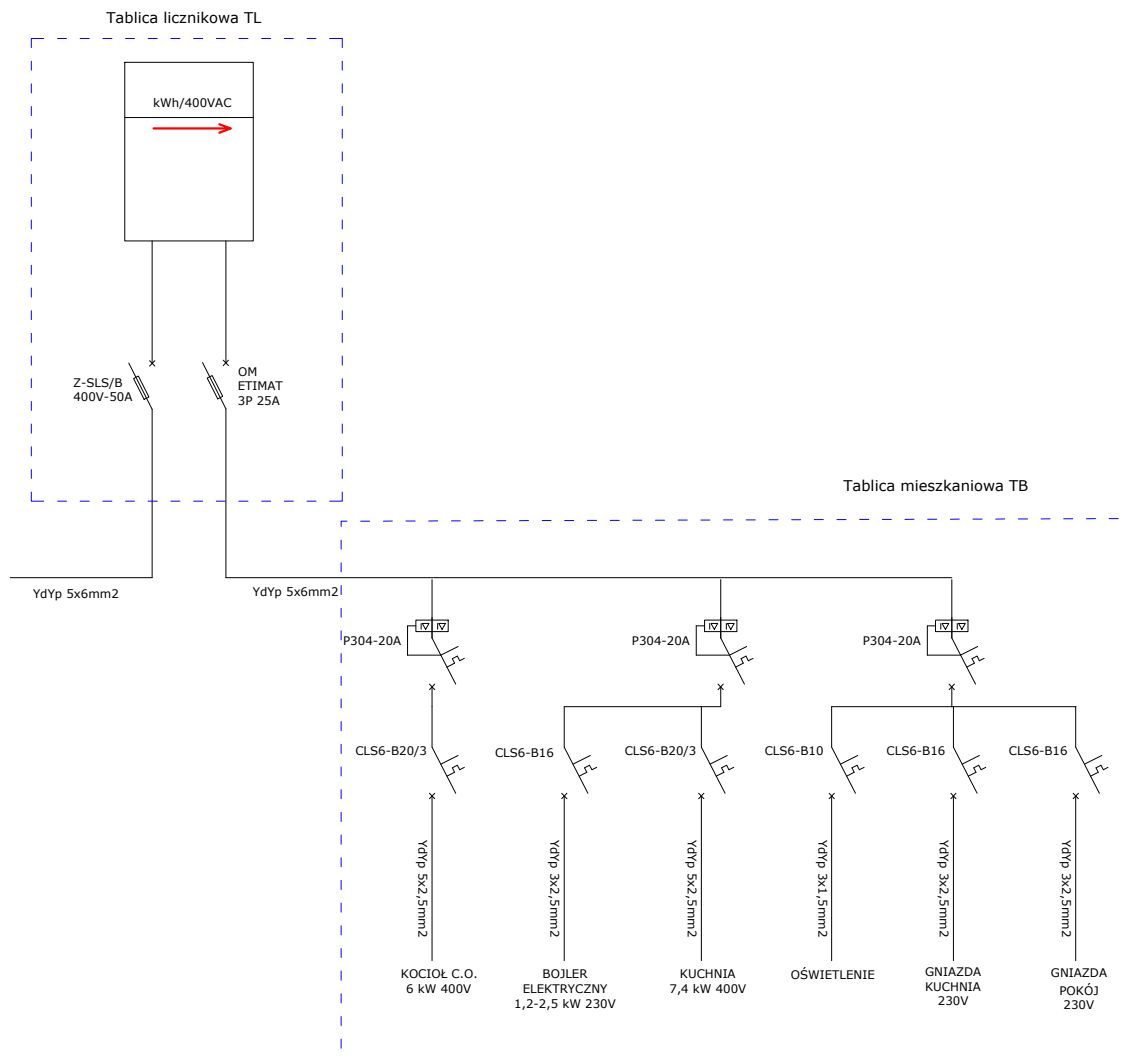 Tablica licznikowa TL
kWh/400VAC
Z-SLS/B
400V-50A
OM
ETIMAT
3P 25A
Tablica mieszkaniowa TB
YdYp 5x6mm2
YdYp 5x6mm2
P304-20A
P304-20A
P304-20A
CLS6-B20/3
CLS6-B16
CLS6-B20/3
CLS6-B10
CLS6-B16
CLS6-B16
YdYp 5x2,5mm2
YdYp 3x2,5mm2
YdYp 5x2,5mm2
YdYp 3x1,5mm2
YdYp 3x2,5mm2
YdYp 3x2,5mm2
KOCIOŁ C.O.
6 kW 400V
BOJLER
ELEKTRYCZNY
1,2-2,5 kW 230V
KUCHNIA
7,4 kW 400V
OŚWIETLENIE
GNIAZDA
KUCHNIA
230V
GNIAZDA
POKÓJ
230V